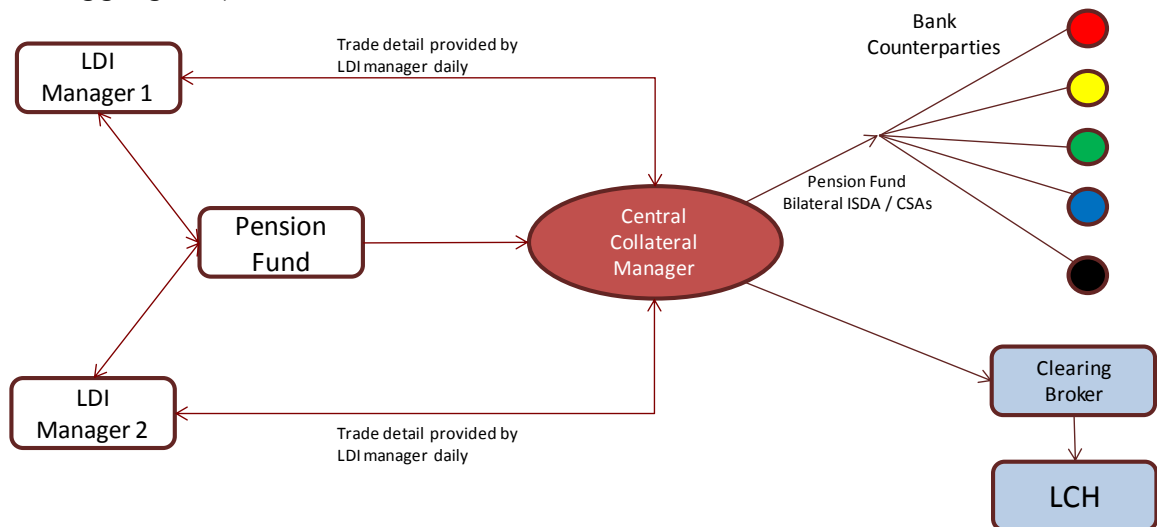 Bank
Counterparties
LDI
Manager 1
Trade detail provided by
LDI manager daily
Pension Fund
Bilateral ISDA / CSAs
Pension
Fund
Central
Collateral
Manager
Clearing
Broker
LDI
Manager 2
Trade detail provided by
LDI manager daily
LCH